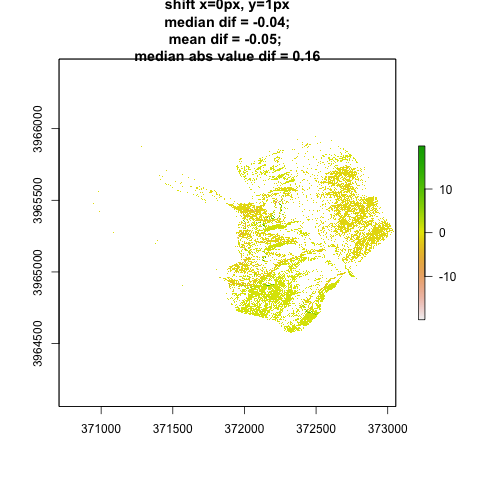 shift x=0px, y=1px
median dif = -0.04;
mean dif = -0.05;
median abs value dif = 0.16
3966000
3965500
3965000
3964500
10
0
-10
371000 371500 372000 372500 373000